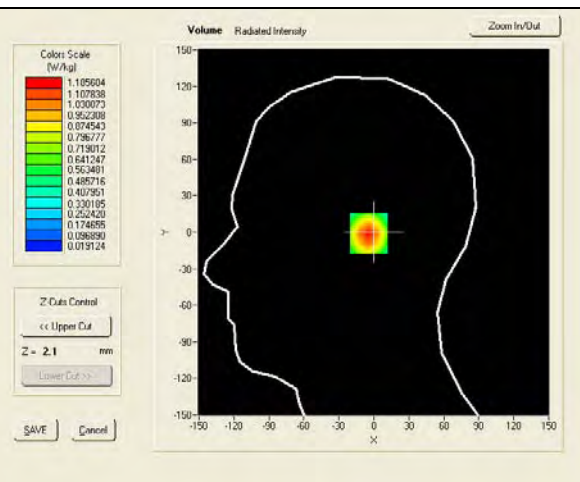 Volume Radiated Intensity
Zoom In/Out
Colors Scale
(W/kg)
1.185604
1.107838
1.030073
0.952308
0.874543
0.796777
0.719012
0.641247
0.563481
0.485716
0.407951
0.330185
0.252420
0.174655
0.096890
0.019124
Z-Cuts Control
<< Upper Cut
Z = 2.1 mm
Lower Cut >>
SAVE Cancel
150
120
90
60
30
0
-30
-60
-90
-120
-150
Y
-150 -120 -90 -60 -30 0 30 60 90 120 150
X